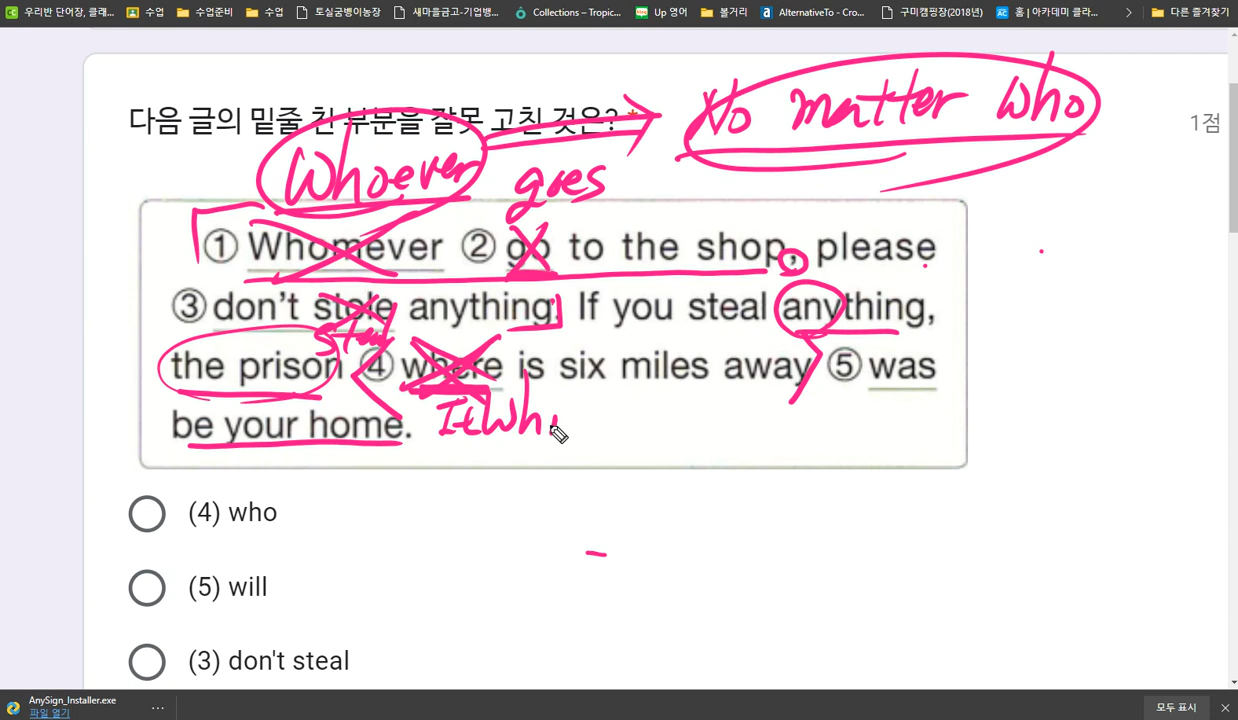 우리반 단어장, 클래... 수업 수업준비 수업 토실굼벵이농장 새마을금고-기업뱅... Collections – Tropic... Up 영어 볼거리 AlternativeTo - Cro... 구미캠핑장(2018년) 홈 | 아카데미 클라... 다른 즐겨찾기
No matter who
다음 글의 밑줄 친 부분을 잘못 고친 것은? * 1점
Whoever goes
① Whomever ② go to the shop, please
③ don't stole anything. If you steal anything,
steal
the prison ④ where is six miles away ⑤ was
be your home. It Wh
(4) who
(5) will
(3) don't steal
AnySign_Installer.exe
파일 열기
모두 표시